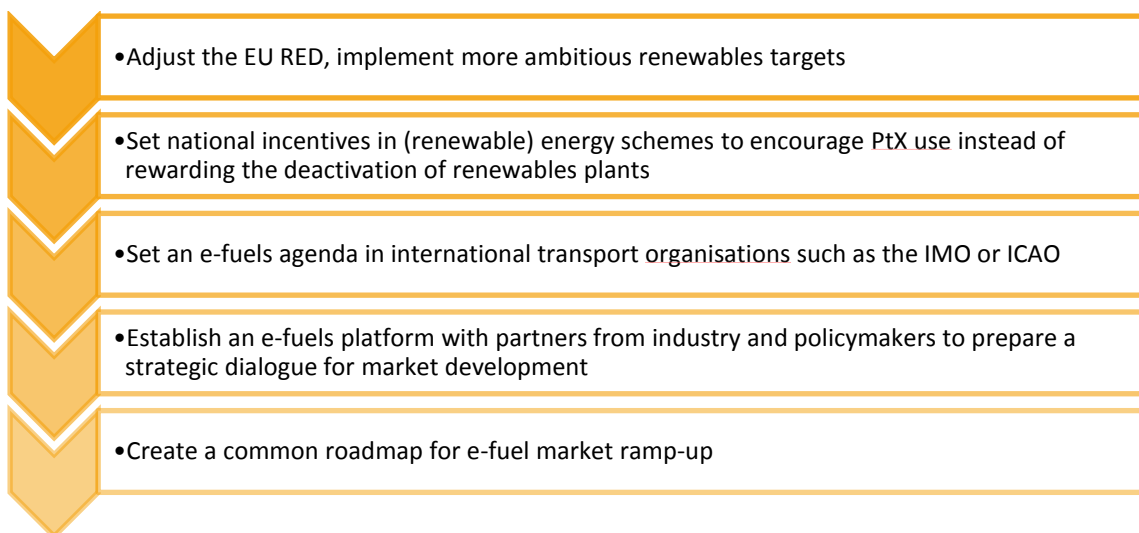 •Adjust the EU RED, implement more ambitious renewables targets
•Set national incentives in (renewable) energy schemes to encourage PtX use instead of
rewarding the deactivation of renewables plants
•Set an e-fuels agenda in international transport organisations such as the IMO or ICAO
•Establish an e-fuels platform with partners from industry and policymakers to prepare a
strategic dialogue for market development
•Create a common roadmap for e-fuel market ramp-up